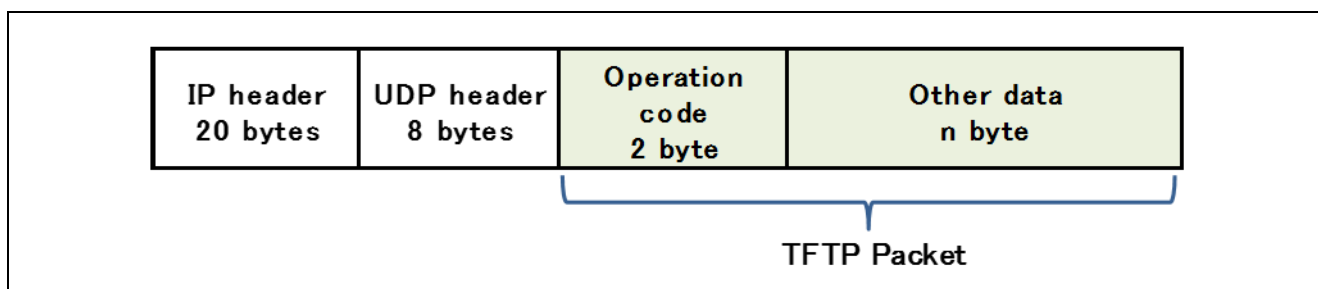 IP header
20 bytes
UDP header
8 bytes
Operation
code
2 byte
Other data
n byte
TFTP Packet